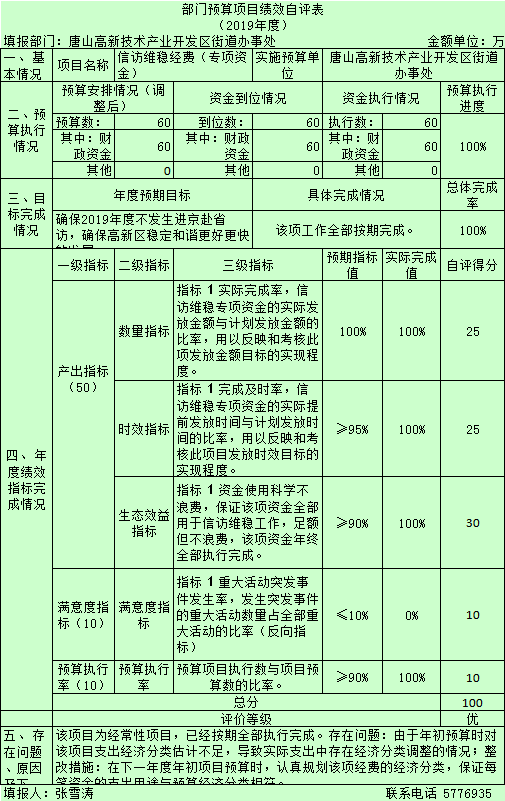 部门预算项目绩效自评表
（2019年度）
填报部门：唐山高新技术产业开发区街道办事处 金额单位：万
一、基本情况 项目名称 信访维稳经费（专项资金） 实施预算单位 唐山高新技术产业开发区街道办事处
二、预算执行情况 预算安排情况（调整后） 资金到位情况 资金执行情况 预算执行进度
预算数： 60 到位数： 60 执行数： 60 100%
其中：财政资金 60 其中：财政资金 60 其中：财政资金 60
其他 0 其他 0 其他 0
三、目标完成情况 年度预期目标 具体完成情况 总体完成率
确保2019年度不发生进京赴省
访，确保高新区稳定和谐更好更快
该项工作全部按期完成。 100%
四、年度绩效指标完成情况 一级指标 二级指标 三级指标 预期指标值 实际完成值 自评得分
产出指标（50） 数量指标
指标 1 实际完成率，信
访维稳专项资金的实际发
放金额与计划发放金额的
比率，用以反映和考核此
项发放金额目标的实现程
度。
100% 100% 25
时效指标
指标 1 完成及时率，信
访维稳专项资金的实际提
前发放时间与计划发放时
间的比率，用以反映和考
核此项目发放时效目标的
实现程度。
≥95% 100% 25
生态效益指标
指标 1 资金使用科学不
浪费，保证该项资金全部
用于信访维稳工作，足额
但不浪费，该项资金年终
全部执行完成。
≥90% 100% 30
满意度指标（10） 满意度指标
指标 1 重大活动突发事
件发生率，发生突发事件
的重大活动数量占全部重
大活动的比率（反向指
标）
≤10% 0% 10
预算执行率（10） 预算执行率
预算项目执行数与项目预
算数的比率。
≥90% 100% 10
总分 100
评价等级 优
五、存在问题、原因及下
该项目为经常性项目，已经按期全部执行完成。存在问题：由于年初预算时对
该项目支出经济分类估计不足，导致实际支出中存在经济分类调整的情况；整
改措施：在下一年度年初项目预算时，认真规划该项经费的经济分类，保证每
笔资金的支出用途与预算经济分类相符。
填报人：张雪涛 联系电话 5776935